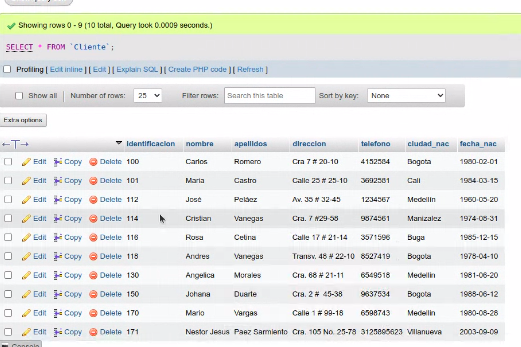 Showing rows 0 - 9 (10 total, Query took 0.0009 seconds.)
SELECT * FROM `Cliente`;
Profiling [ Edit inline ] [ Edit ] [ Explain SQL ] [ Create PHP code ] [ Refresh ]
Show all Number of rows: 25 Filter rows: Search this table Sort by key: None
Extra options
←T→ Identificacion nombre apellidos direccion telefono ciudad_nac fecha_nac
Edit Copy Delete 100 Carlos Romero Cra 7 # 20-10 4152584 Bogota 1980-02-01
Edit Copy Delete 101 Maria Castro Calle 25 # 25-10 3692581 Cali 1984-03-15
Edit Copy Delete 112 José Peláez Av. 35 # 32-45 1234567 Medellín 1960-05-20
Edit Copy Delete 114 Cristian Vanegas Cra. 7 #29-58 9874561 Manizalez 1974-08-31
Edit Copy Delete 116 Rosa Cetina Calle 17 # 21-14 3571596 Buga 1985-12-15
Edit Copy Delete 118 Andres Vanegas Transv. 48 # 22-10 8527419 Bogota 1978-04-10
Edit Copy Delete 130 Angelica Morales Cra. 68 # 21-11 6549518 Medellin 1981-06-20
Edit Copy Delete 150 Johana Duarte Cra. 2 # 45-38 9637534 Bogota 1988-06-12
Edit Copy Delete 170 Mario Vargas Calle 1 # 99-18 6598743 Medellin 1980-08-28
Edit Copy Delete 171 Nestor Jesus Paez Sarmiento Cra. 105 No. 25-78 3125895623 Villanueva 2003-09-09
Console